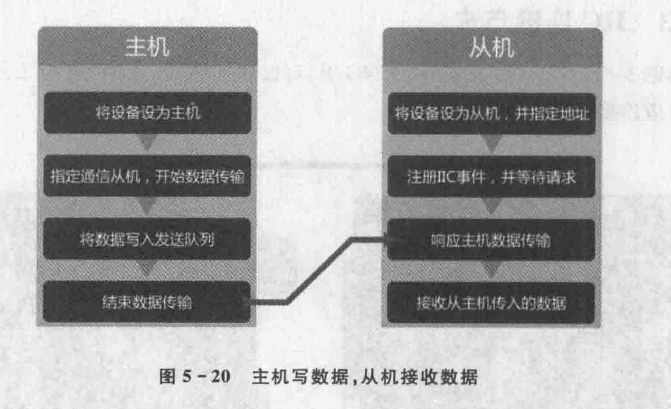 主机
将设备设为主机
指定通信从机，开始数据传输
将数据写入发送队列
结束数据传输
从机
将设备设为从机，并指定地址
注册IIC事件，并等待请求
响应主机数据传输
接收从主机传入的数据
图 5-20 主机写数据,从机接收数据